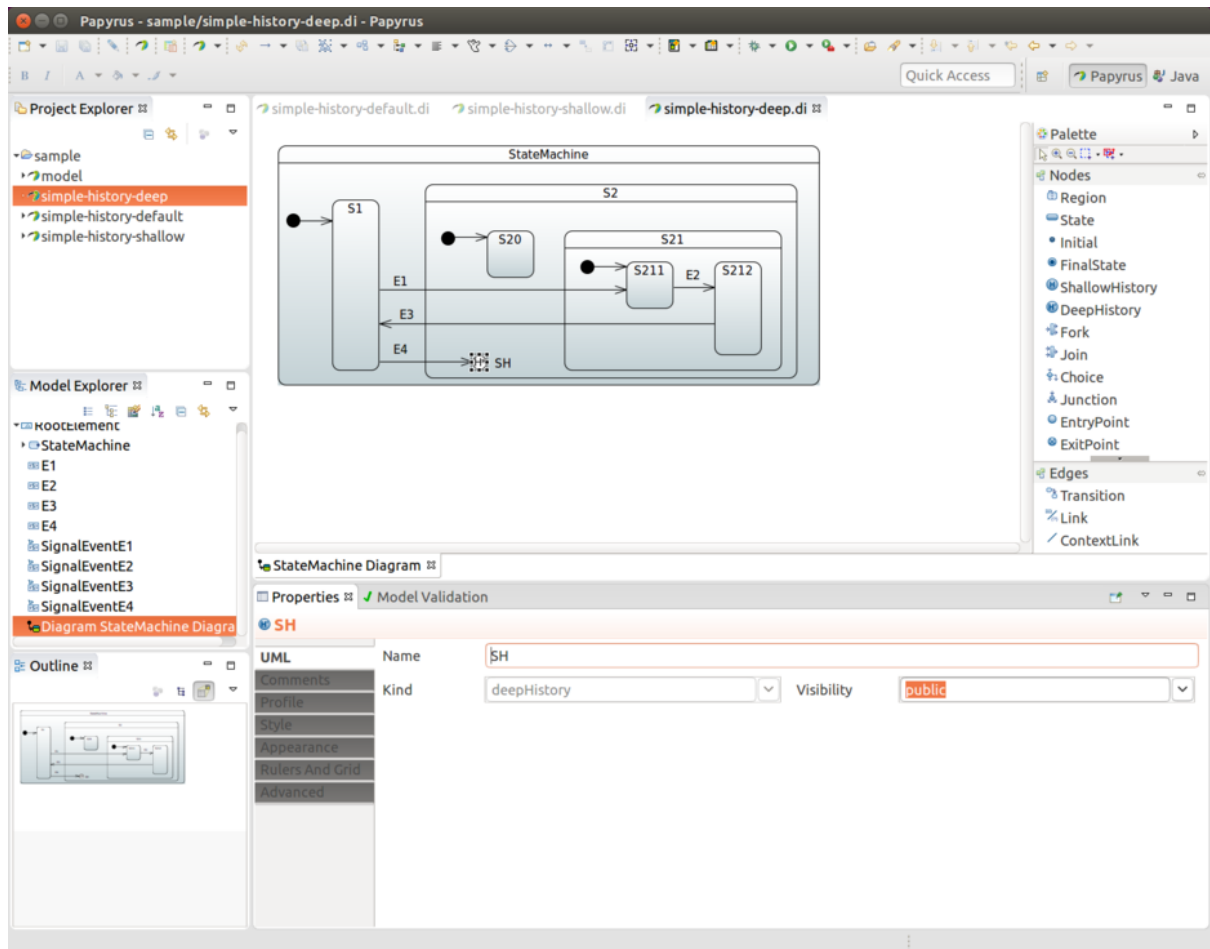 Papyrus - sample/simple-history-deep.di - Papyrus
B I A
Quick Access
Papyrus
Java
Project Explorer
sample
model
simple-history-deep
simple-history-default
simple-history-shallow
Model Explorer
RootElement
StateMachine
E1
E2
E3
E4
SignalEventE1
SignalEventE2
SignalEventE3
SignalEventE4
Diagram StateMachine Diagra
Outline
simple-history-default.di
simple-history-shallow.di
simple-history-deep.di
StateMachine
S2
S1
S20
S21
S211
E2
S212
E1
E3
E4
SH
Palette
Nodes
Region
State
Initial
FinalState
ShallowHistory
DeepHistory
Fork
Join
Choice
Junction
EntryPoint
ExitPoint
Edges
Transition
Link
ContextLink
StateMachine Diagram
Properties
Model Validation
SH
UML
Comments
Profile
Style
Appearance
Rulers And Grid
Advanced
Name
SH
Kind
deepHistory
Visibility
public